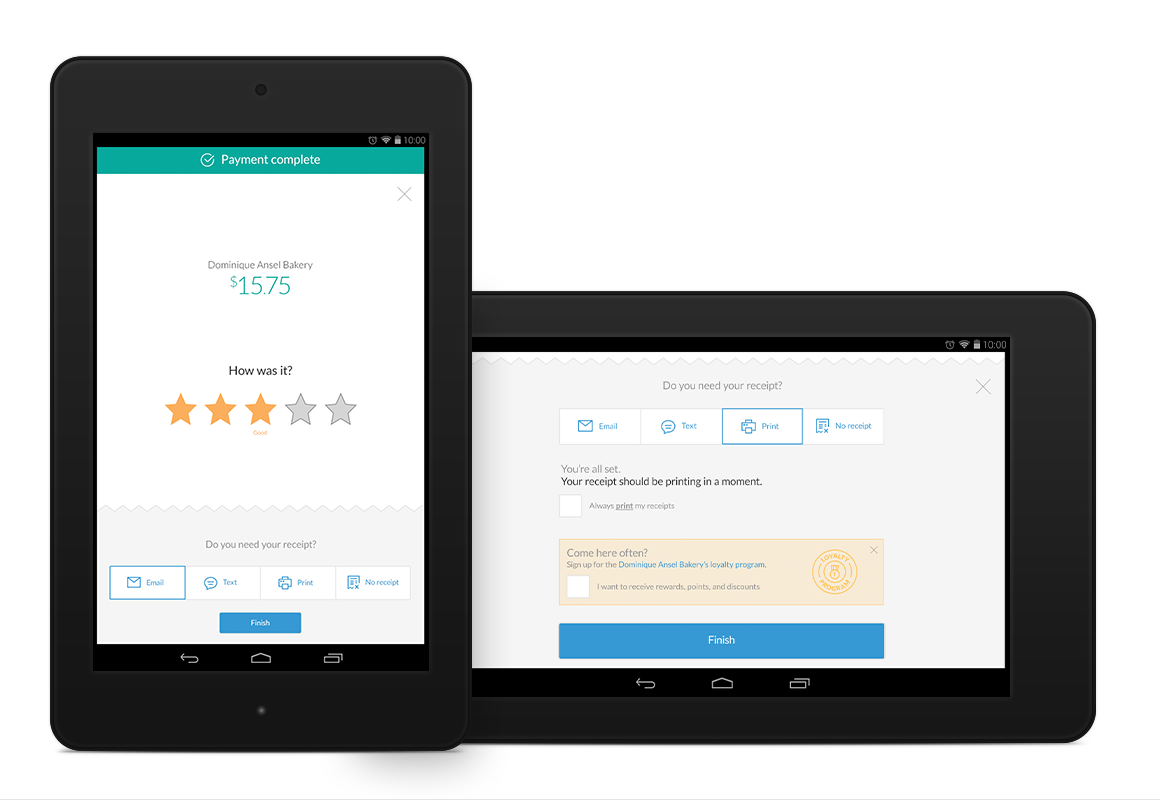 10:00
Payment complete
Dominique Ansel Bakery
$15.75
How was it?
Good
Do you need your receipt?
Email
Text
Print
No receipt
Finish
10:00
Do you need your receipt?
Email
Text
Print
No receipt
You're all set.
Your receipt should be printing in a moment.
Always print my receipts
Come here often?
Sign up for the Dominique Ansel Bakery's loyalty program.
I want to receive rewards, points, and discounts
LOYALTY
PROGRAM
Finish